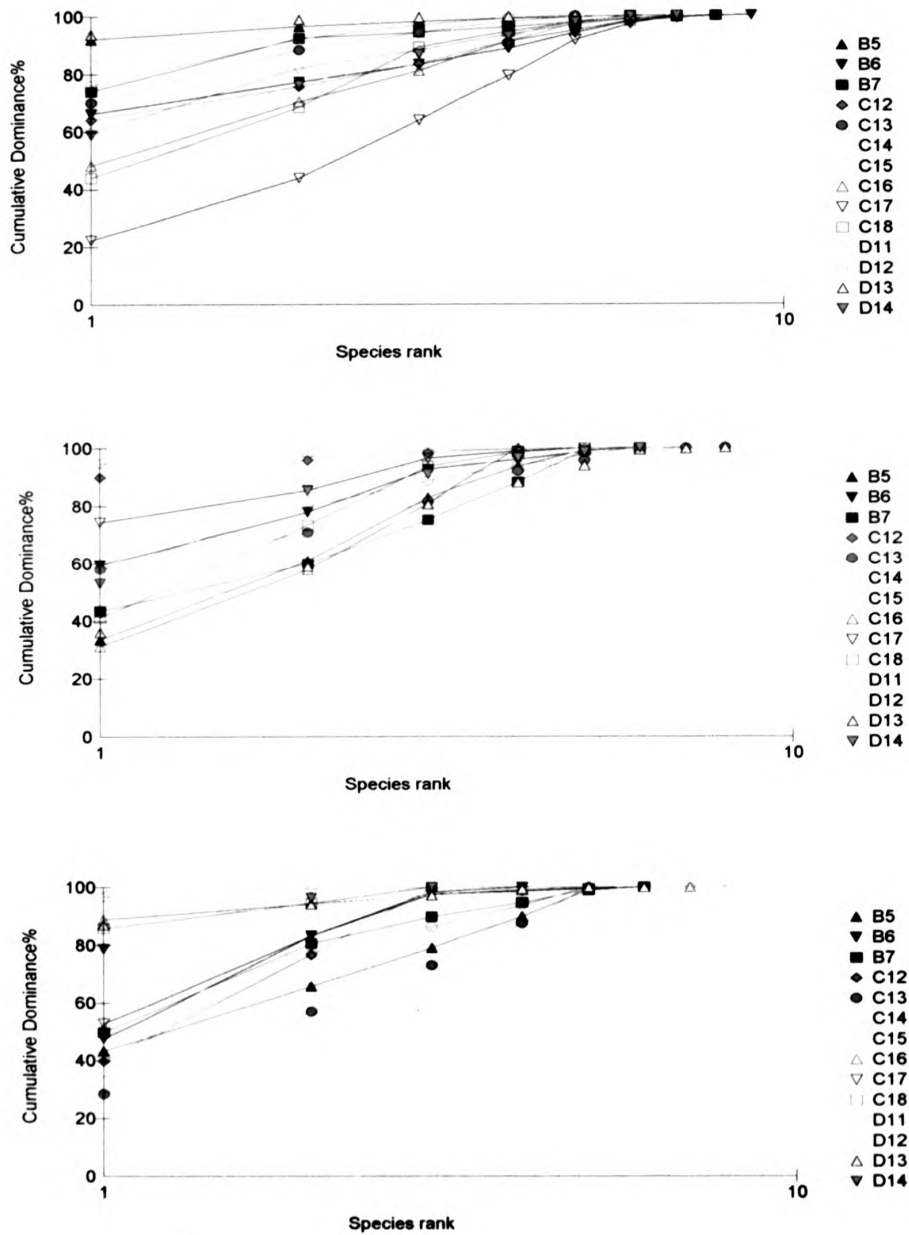 100
80
60
40
20
0
Cumulative Dominance%
1
10
Species rank
B5
B6
B7
C12
C13
C14
C15
C16
C17
C18
D11
D12
D13
D14
100
80
60
40
20
0
Cumulative Dominance%
1
10
Species rank
B5
B6
B7
C12
C13
C14
C15
C16
C17
C18
D11
D12
D13
D14
100
80
60
40
20
0
Cumulative Dominance%
1
10
Species rank
B5
B6
B7
C12
C13
C14
C15
C16
C17
C18
D11
D12
D13
D14